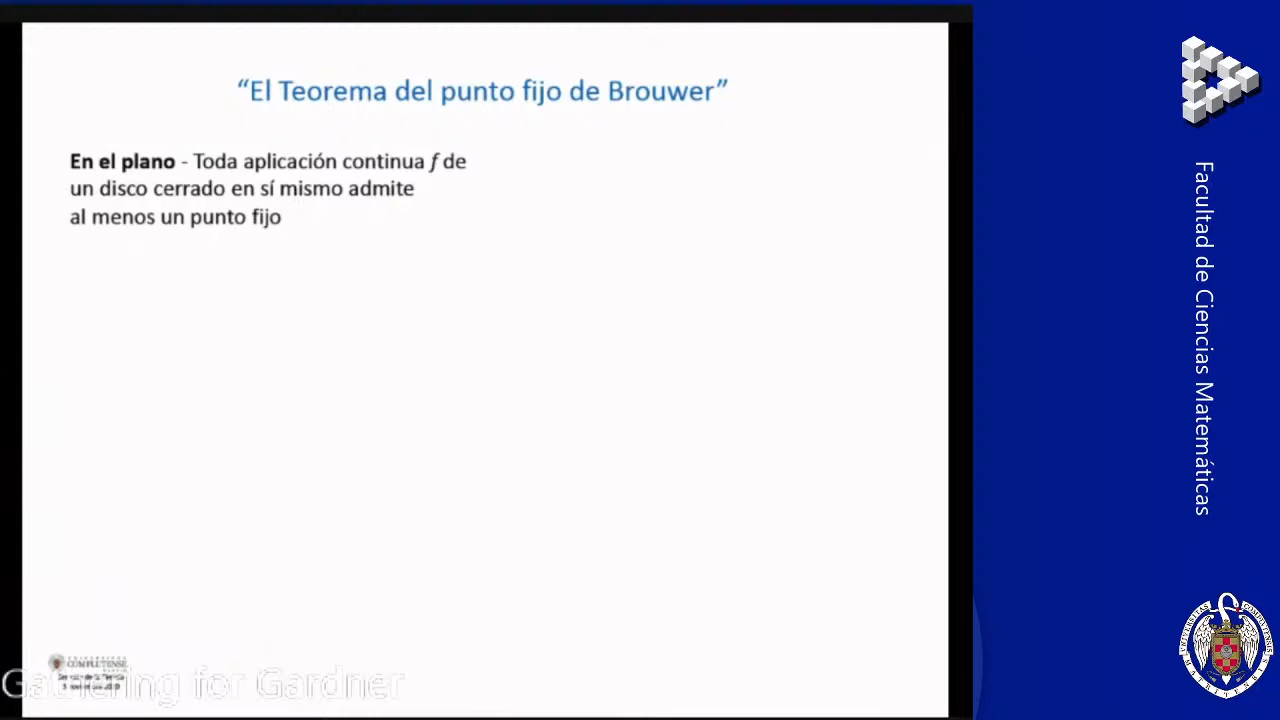 “El Teorema del punto fijo de Brouwer”
En el plano - Toda aplicación continua f de
un disco cerrado en sí mismo admite
al menos un punto fijo
Facultad de Ciencias Matemáticas
COMPLUTENSE
Gathering for Gardner